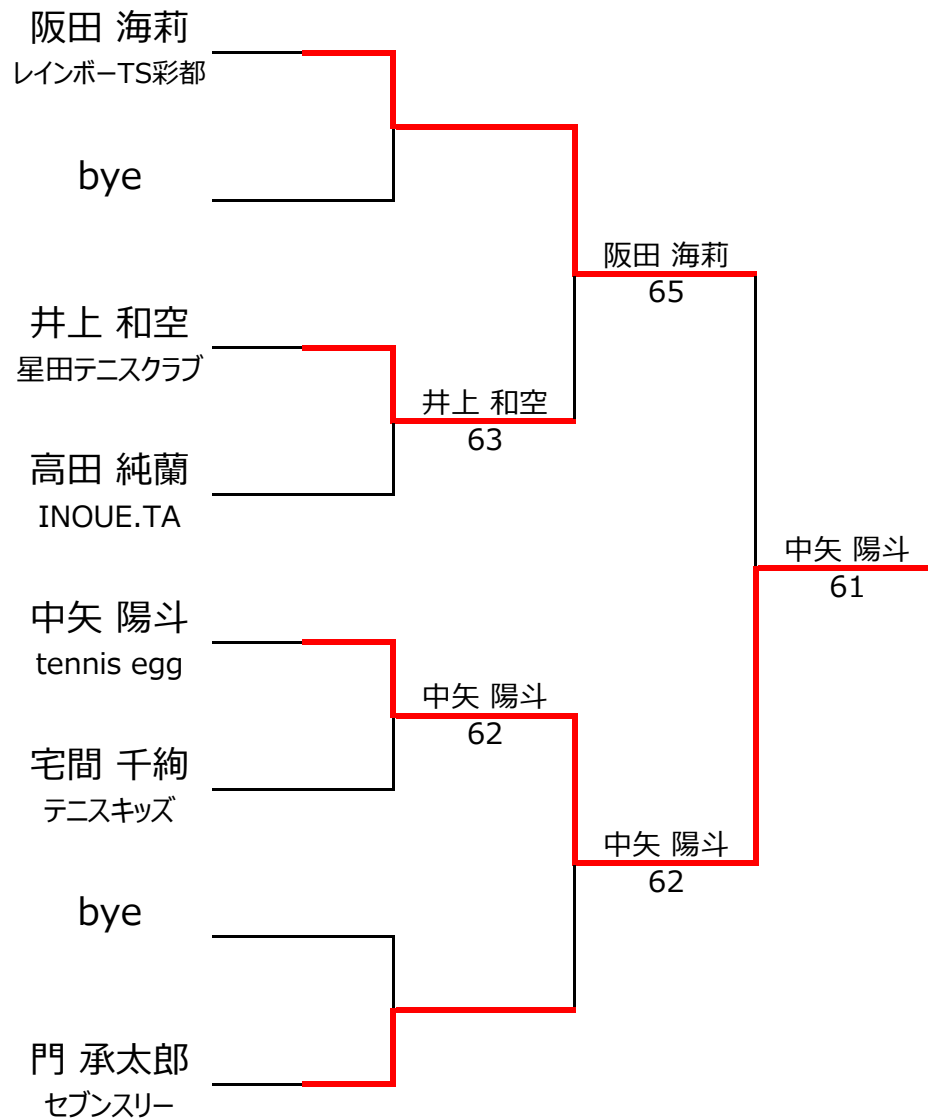 阪田 海莉
レインボーTS彩都
bye
阪田 海莉
65
井上 和空
星田テニスクラブ
井上 和空
63
高田 純蘭
INOUE.TA
中矢 陽斗
61
中矢 陽斗
tennis egg
中矢 陽斗
62
宅間 千絢
テニスキッズ
中矢 陽斗
62
bye
門 承太郎
セブンスリー